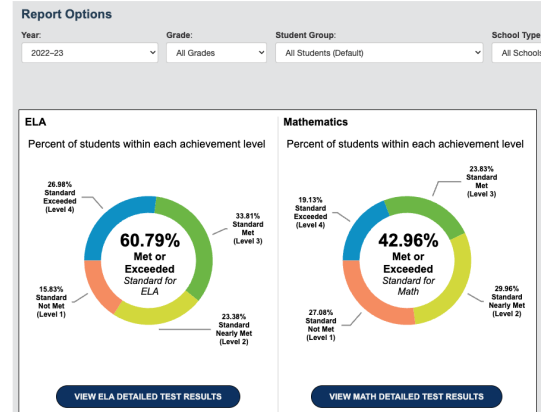 Report Options
Year: Grade: Student Group: School Type
2022–23 All Grades All Students (Default) All Schools
ELA
Percent of students within each achievement level
26.98%
Standard
Exceeded
(Level 4)
33.81%
Standard
Met
(Level 3)
60.79%
Met or
Exceeded
Standard for
ELA
15.83%
Standard
Not Met
(Level 1)
23.38%
Standard
Nearly Met
(Level 2)
VIEW ELA DETAILED TEST RESULTS
Mathematics
Percent of students within each achievement level
23.83%
Standard
Met
(Level 3)
19.13%
Standard
Exceeded
(Level 4)
42.96%
Met or
Exceeded
Standard for
Math
29.96%
Standard
Nearly Met
(Level 2)
27.08%
Standard
Not Met
(Level 1)
VIEW MATH DETAILED TEST RESULTS